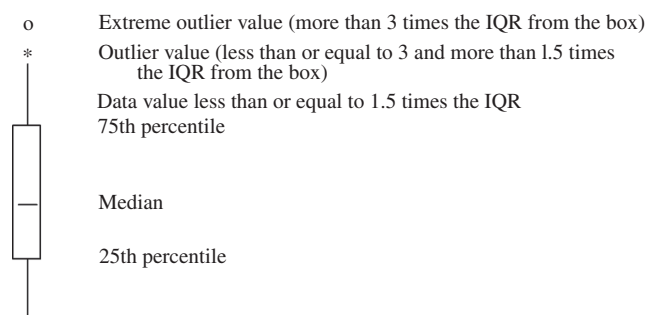 o Extreme outlier value (more than 3 times the IQR from the box)
* Outlier value (less than or equal to 3 and more than l.5 times
the IQR from the box)
Data value less than or equal to 1.5 times the IQR
75th percentile
Median
25th percentile